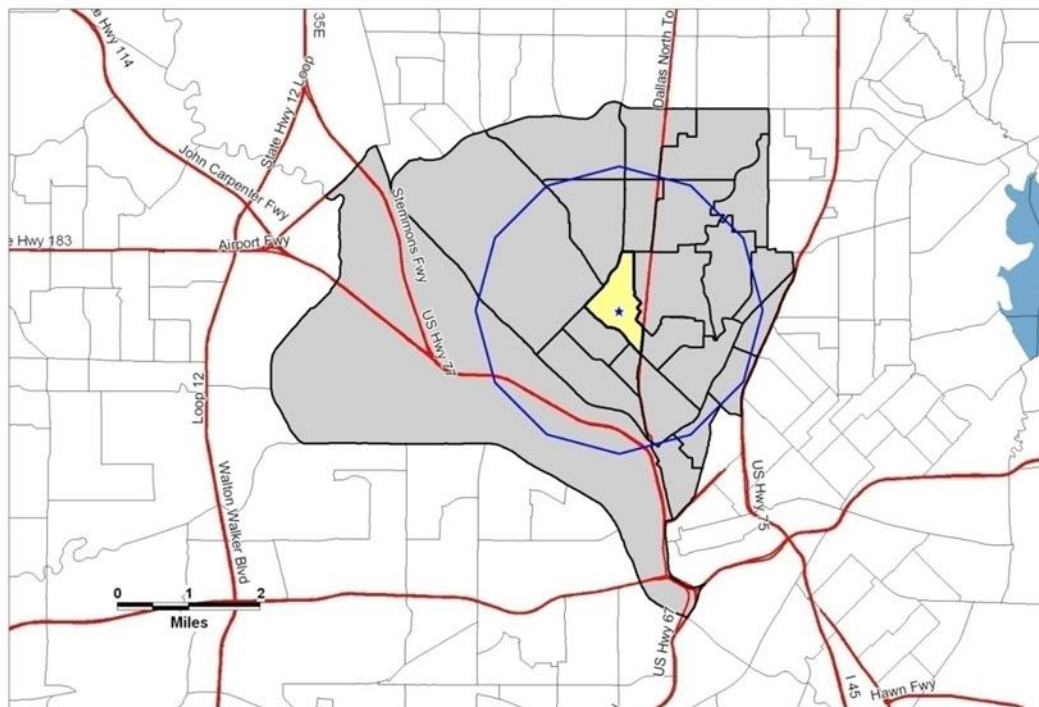 e Hwy 114
35E
Dallas North To
State Hwy 12 Loop
John Carpenter Fwy
Stemmons Fwy
e Hwy 183
Airport Fwy
US Hwy 77
Loop 12
Walton Walker Blvd
US Hwy 75
0 1 2
Miles
US Hwy 67
I 45
Hawn Fwy